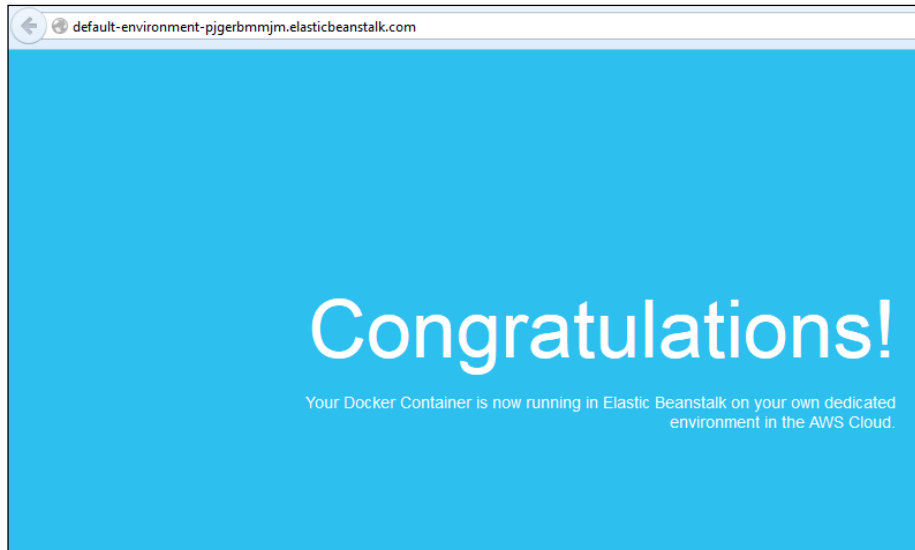 default-environment-pjgerbmmjm.elasticbeanstalk.com
Congratulations!
Your Docker Container is now running in Elastic Beanstalk on your own dedicated
environment in the AWS Cloud.